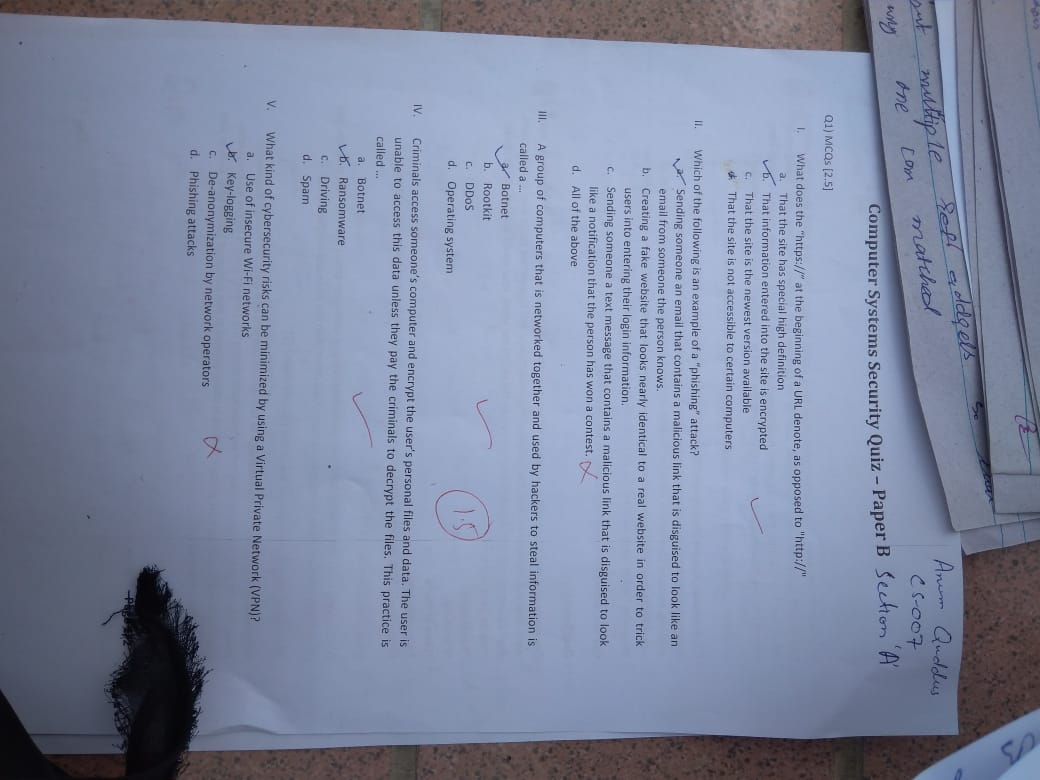 Anum Quddus
CS-007
Section 'A'
Computer Systems Security Quiz – Paper B
Q1) MCQs [2.5]
I. What does the "https://" at the beginning of a URL denote, as opposed to "http://"
a. That the site has special high definition
b. That information entered into the site is encrypted
c. That the site is the newest version available
d. That the site is not accessible to certain computers
II. Which of the following is an example of a "phishing" attack?
a. Sending someone an email that contains a malicious link that is disguised to look like an
email from someone the person knows.
b. Creating a fake website that looks nearly identical to a real website in order to trick
users into entering their login information.
c. Sending someone a text message that contains a malicious link that is disguised to look
like a notification that the person has won a contest.
d. All of the above
III. A group of computers that is networked together and used by hackers to steal information is
called a ...
a. Botnet
b. Rootkit
c. DDoS
d. Operating system
1.5
IV. Criminals access someone's computer and encrypt the user's personal files and data. The user is
unable to access this data unless they pay the criminals to decrypt the files. This practice is
called ...
a. Botnet
b. Ransomware
c. Driving
d. Spam
V. What kind of cybersecurity risks can be minimized by using a Virtual Private Network (VPN)?
a. Use of insecure Wi-Fi networks
b. Key-logging
c. De-anonymization by network operators
d. Phishing attacks
multiple
one can matched